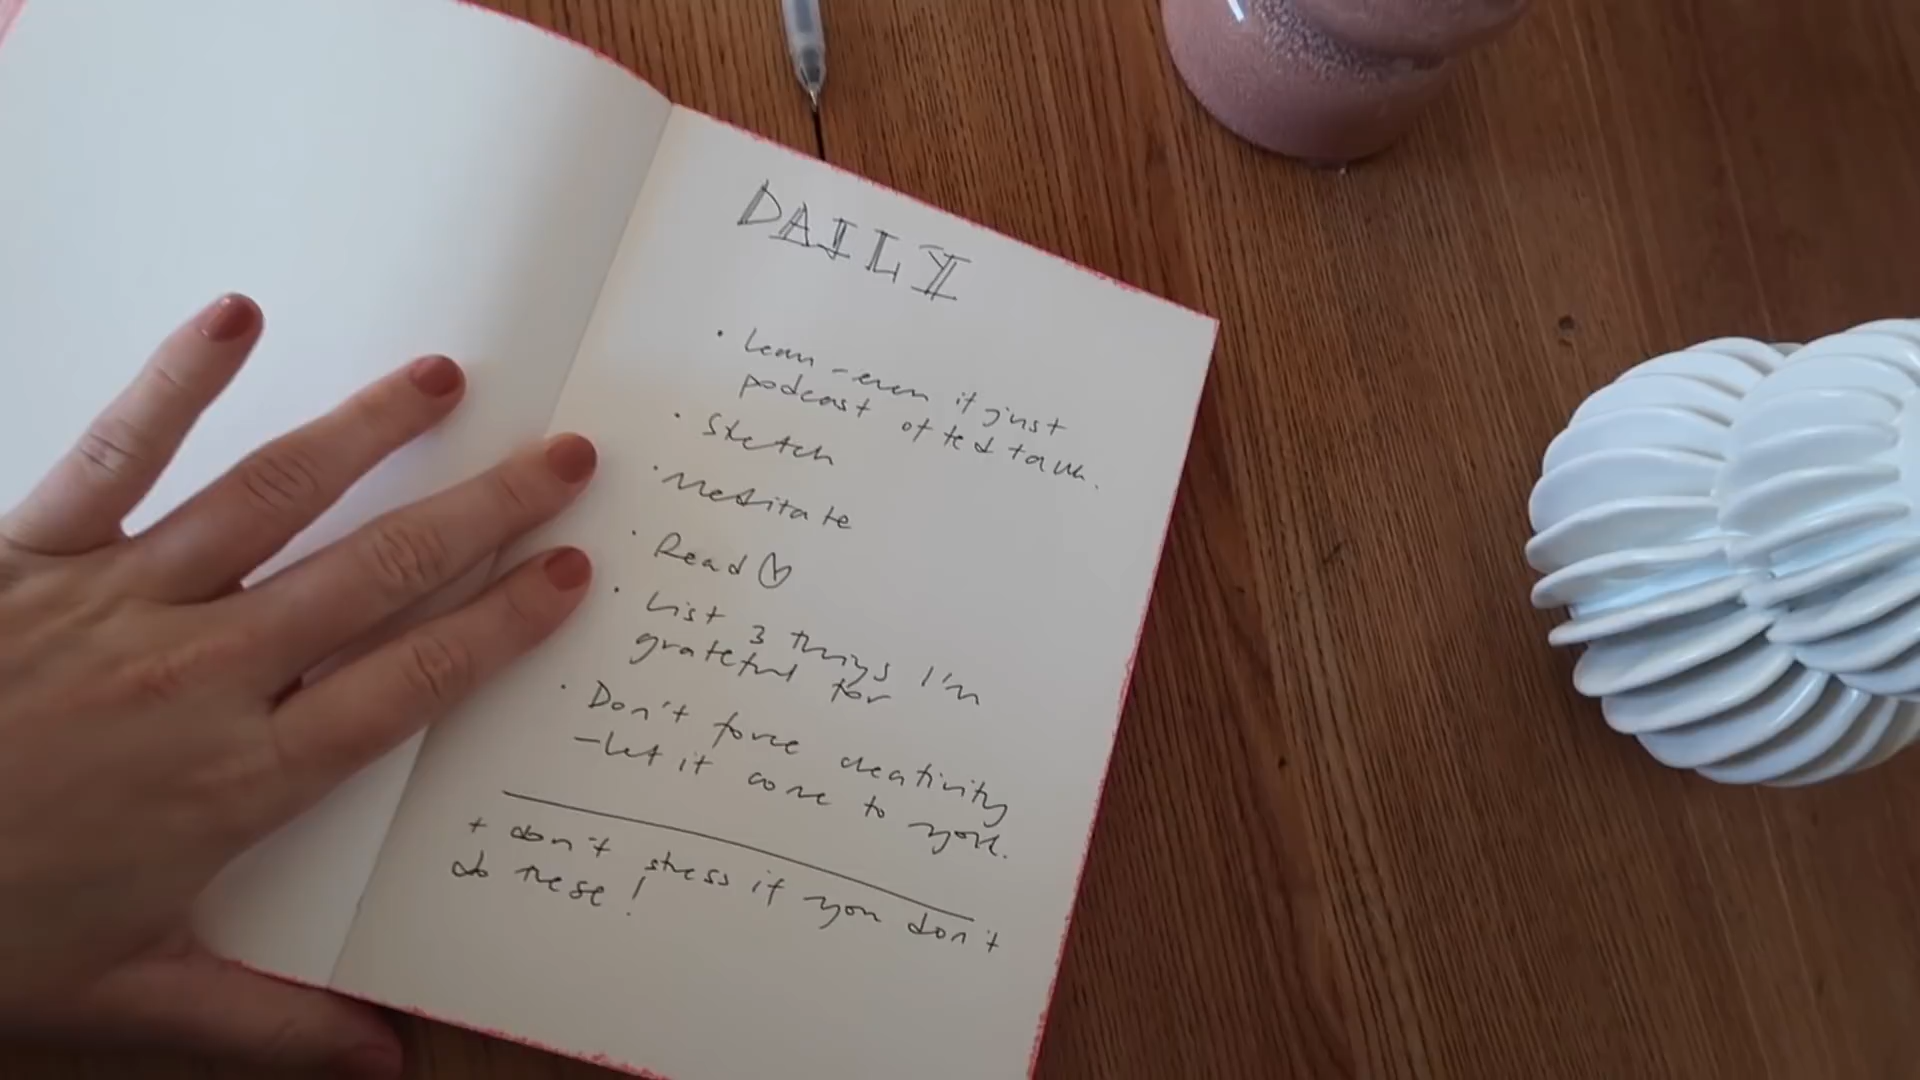 DAILY
• Learn - even if just
podcast of ted talk.
• Sketch
• Meditate
• Read ♡
• List 3 things I'm
grateful for
• Don't force creativity
- let it come to you.
+ don't stress if you don't
do these!